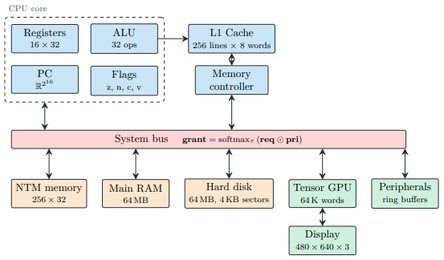 CPU core
Registers
16 × 32
ALU
32 ops
L1 Cache
256 lines × 8 words
PC
ℝ^{2^{16}}
Flags
z, n, c, v
Memory
controller
System bus grant = softmax_τ (req ⊙ pri)
NTM memory
256 × 32
Main RAM
64 MB
Hard disk
64 MB, 4 KB sectors
Tensor GPU
64K words
Peripherals
ring buffers
Display
480 × 640 × 3